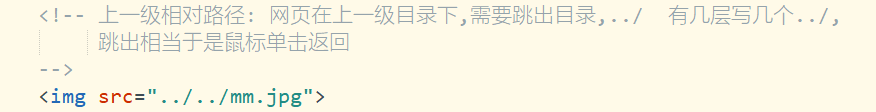 <!-- 上一级相对路径: 网页在上一级目录下,需要跳出目录,../  有几层写几个../,
跳出相当于是鼠标单击返回
-->
<img src="../../mm.jpg">